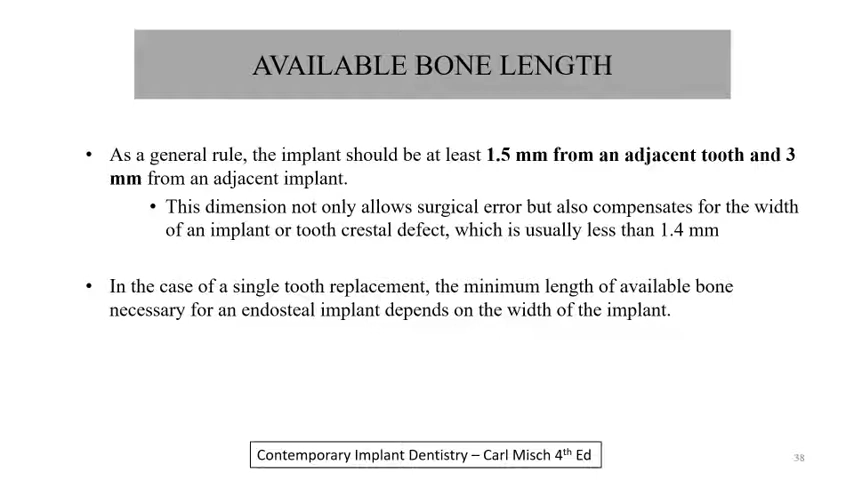 AVAILABLE BONE LENGTH
• As a general rule, the implant should be at least 1.5 mm from an adjacent tooth and 3
mm from an adjacent implant.
• This dimension not only allows surgical error but also compensates for the width
of an implant or tooth crestal defect, which is usually less than 1.4 mm
• In the case of a single tooth replacement, the minimum length of available bone
necessary for an endosteal implant depends on the width of the implant.
Contemporary Implant Dentistry – Carl Misch 4th Ed
38